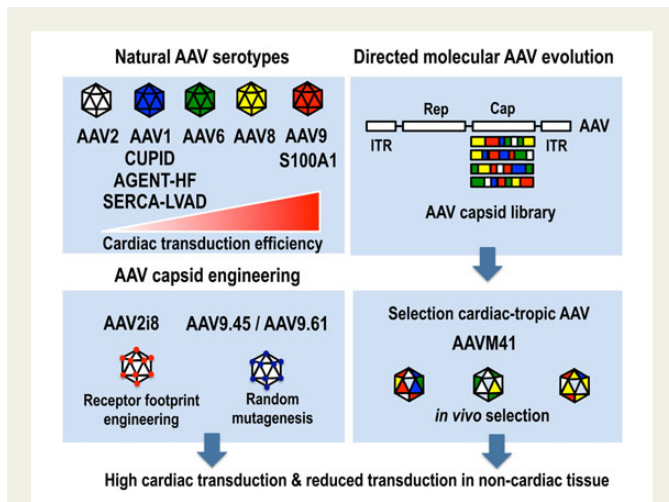 Natural AAV serotypes
AAV2 AAV1 AAV6 AAV8 AAV9
CUPID S100A1
AGENT-HF
SERCA-LVAD
Cardiac transduction efficiency
Directed molecular AAV evolution
Rep Cap
AAV
ITR ITR
AAV capsid library
AAV capsid engineering
AAV2i8 AAV9.45 / AAV9.61
Receptor footprint Random
engineering mutagenesis
Selection cardiac-tropic AAV
AAVM41
in vivo selection
High cardiac transduction & reduced transduction in non-cardiac tissue